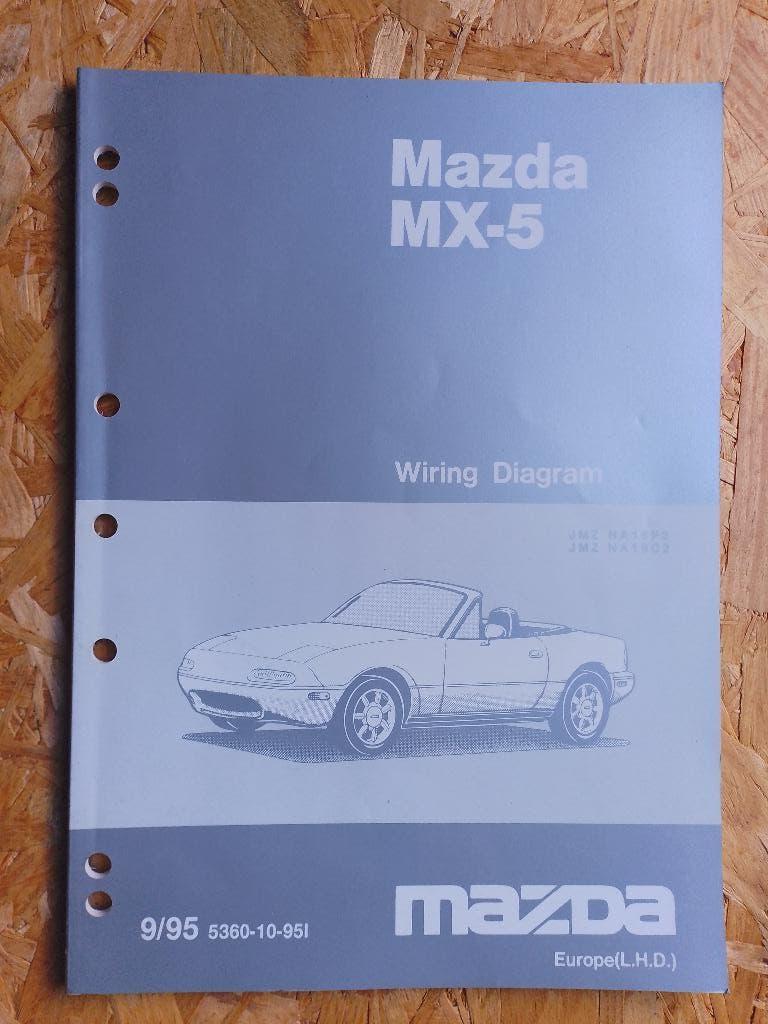 Mazda
MX-5
Wiring Diagram
JMZ NA18P2
JMZ NA18C2
9/95 5360-10-95I
mazda
Europe(L.H.D.)